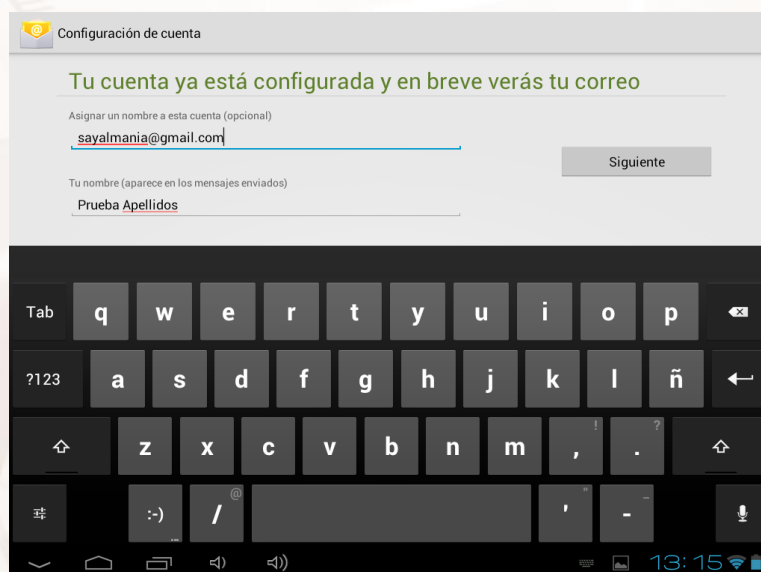 Configuración de cuenta
Tu cuenta ya está configurada y en breve verás tu correo
Asignar un nombre a esta cuenta (opcional)
sayalmania@gmail.com
Siguiente
Tu nombre (aparece en los mensajes enviados)
Prueba Apellidos
Tab q w e r t y u i o p
?123 a s d f g h j k l ñ
! ?
z x c v b n m , .
@ " _
:-) / ' -
...
13:15